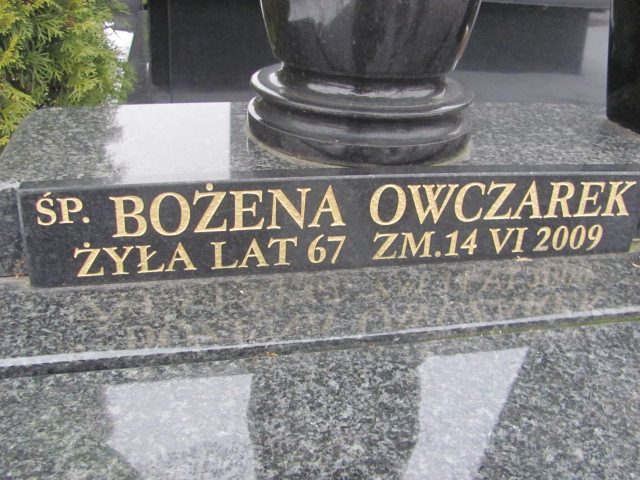 ŚP. BOŻENA OWCZAREK
ŻYŁA LAT 67 ZM. 14 VI 2009